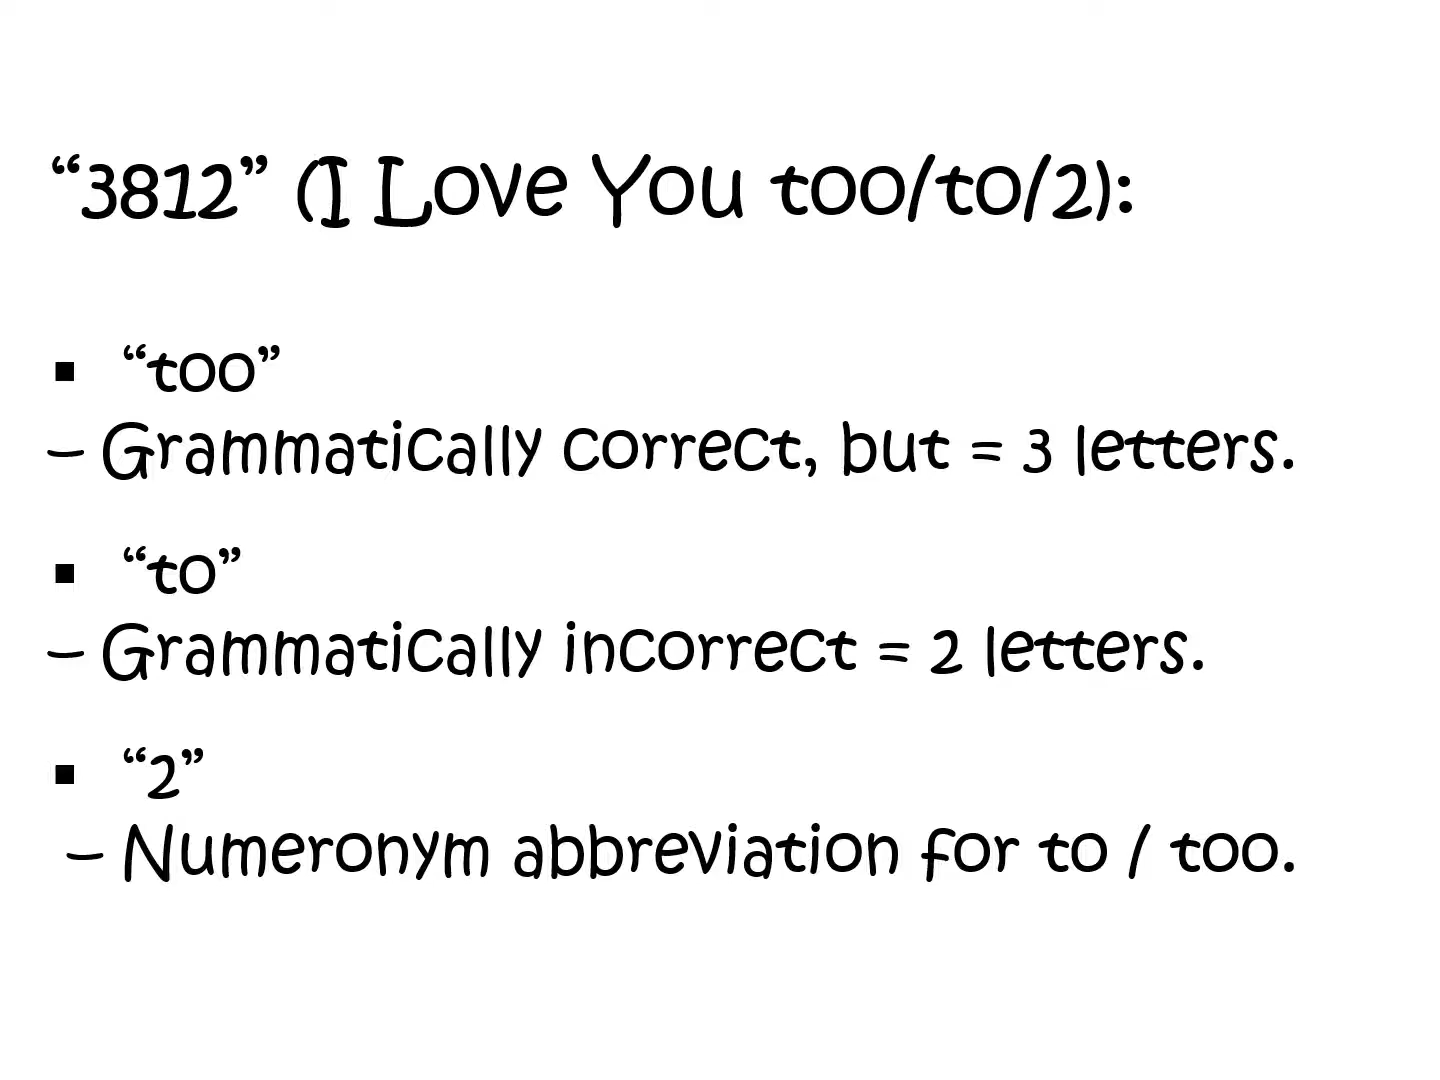 “3812” (I Love You too/to/2):
▪ “too”
– Grammatically correct, but = 3 letters.
▪ “to”
– Grammatically incorrect = 2 letters.
▪ “2”
– Numeronym abbreviation for to / too.